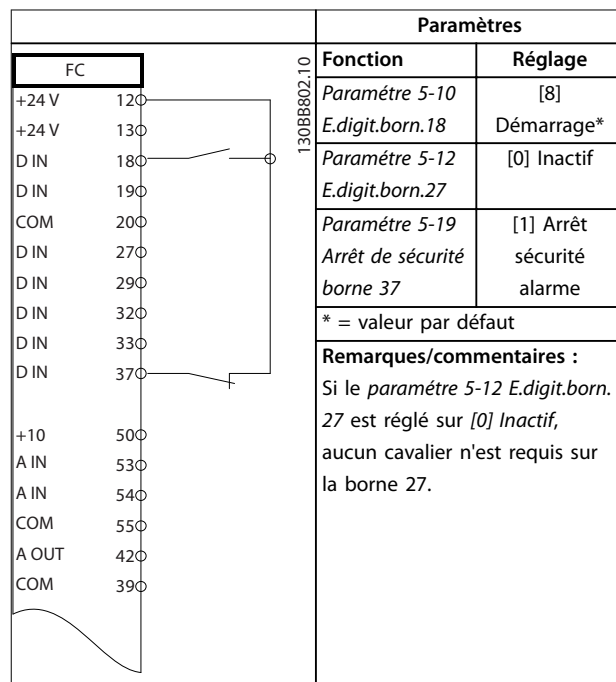 FC
+24 V 12
+24 V 13
D IN 18
D IN 19
COM 20
D IN 27
D IN 29
D IN 32
D IN 33
D IN 37
+10 50
A IN 53
A IN 54
COM 55
A OUT 42
COM 39
130BB802.10
Paramètres
Fonction Réglage
Paramétre 5-10 [8]
E.digit.born.18 Démarrage*
Paramétre 5-12 [0] Inactif
E.digit.born.27
Paramétre 5-19 [1] Arrêt
Arrêt de sécurité sécurité
borne 37 alarme
* = valeur par défaut
Remarques/commentaires :
Si le paramétre 5-12 E.digit.born.
27 est réglé sur [0] Inactif,
aucun cavalier n'est requis sur
la borne 27.